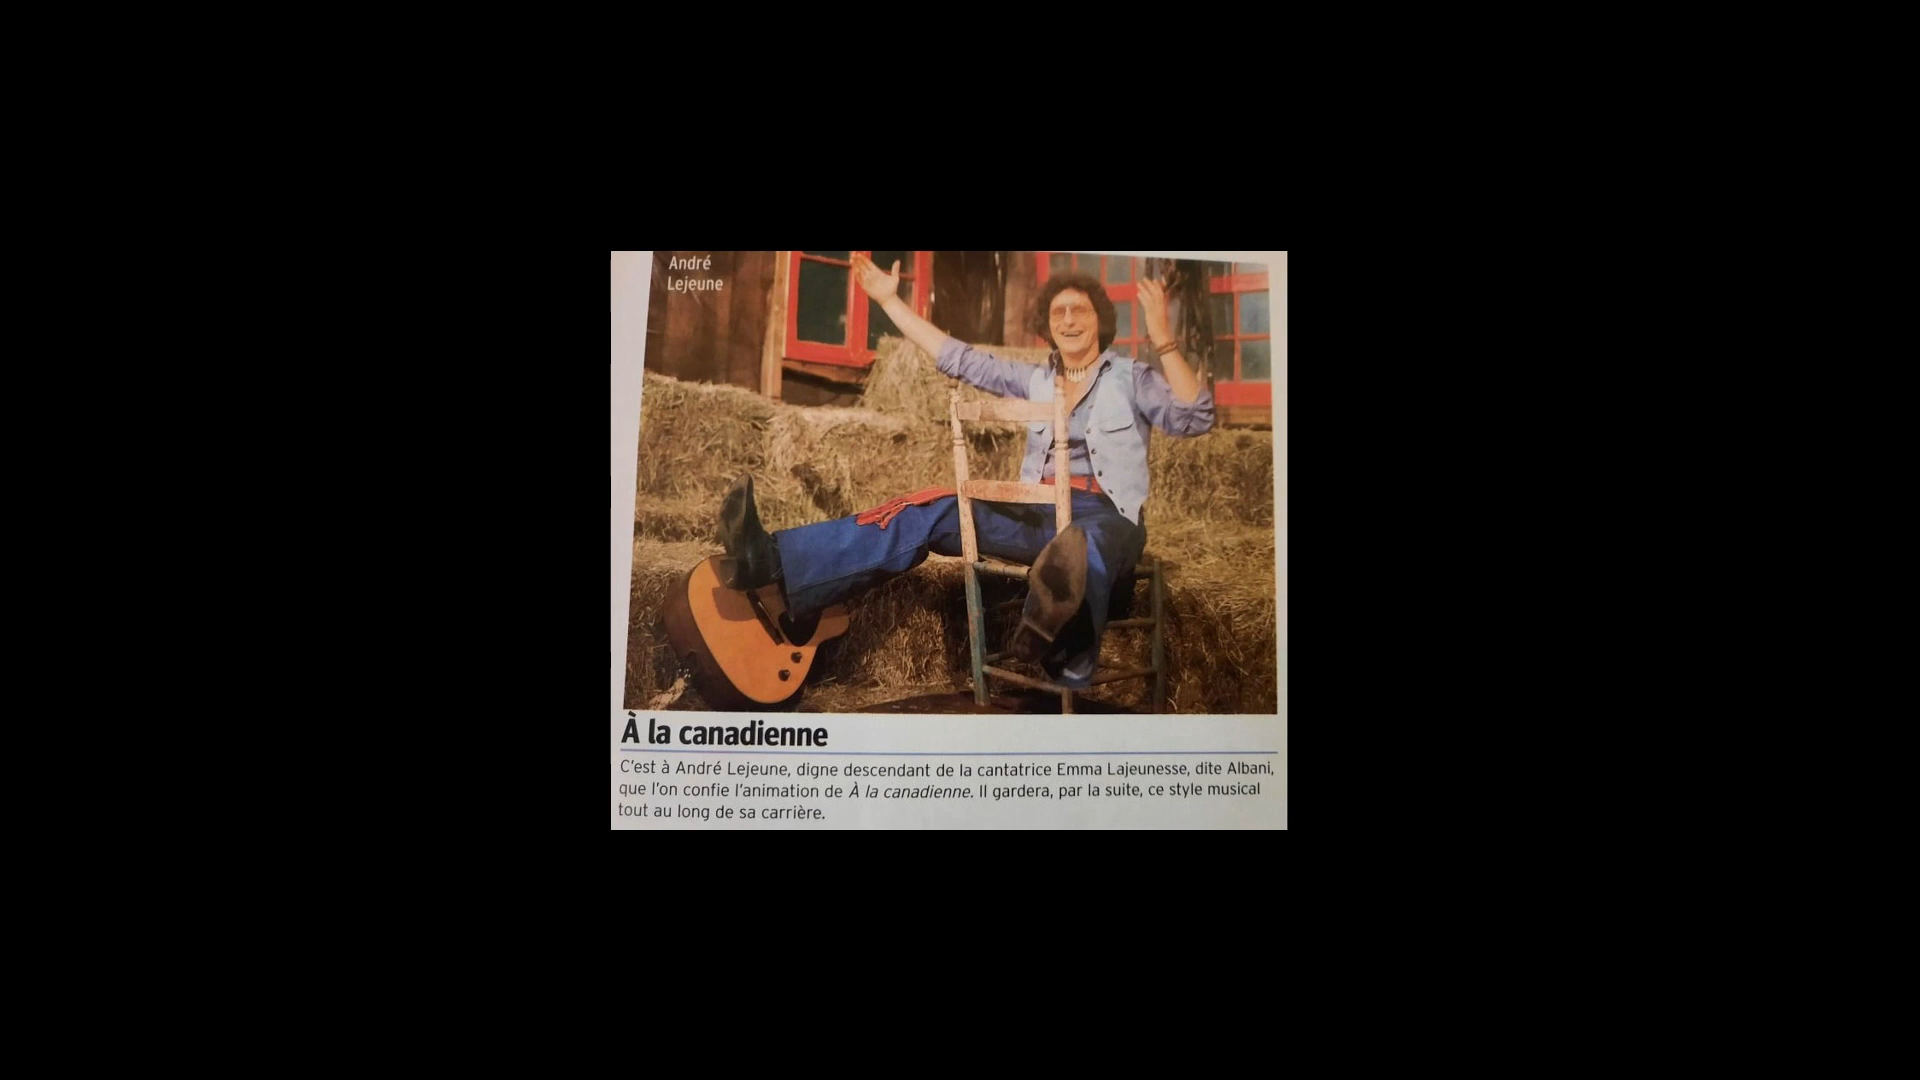 André
Lejeune
À la canadienne
C'est à André Lejeune, digne descendant de la cantatrice Emma Lajeunesse, dite Albani,
que l'on confie l'animation de À la canadienne. Il gardera, par la suite, ce style musical
tout au long de sa carrière.